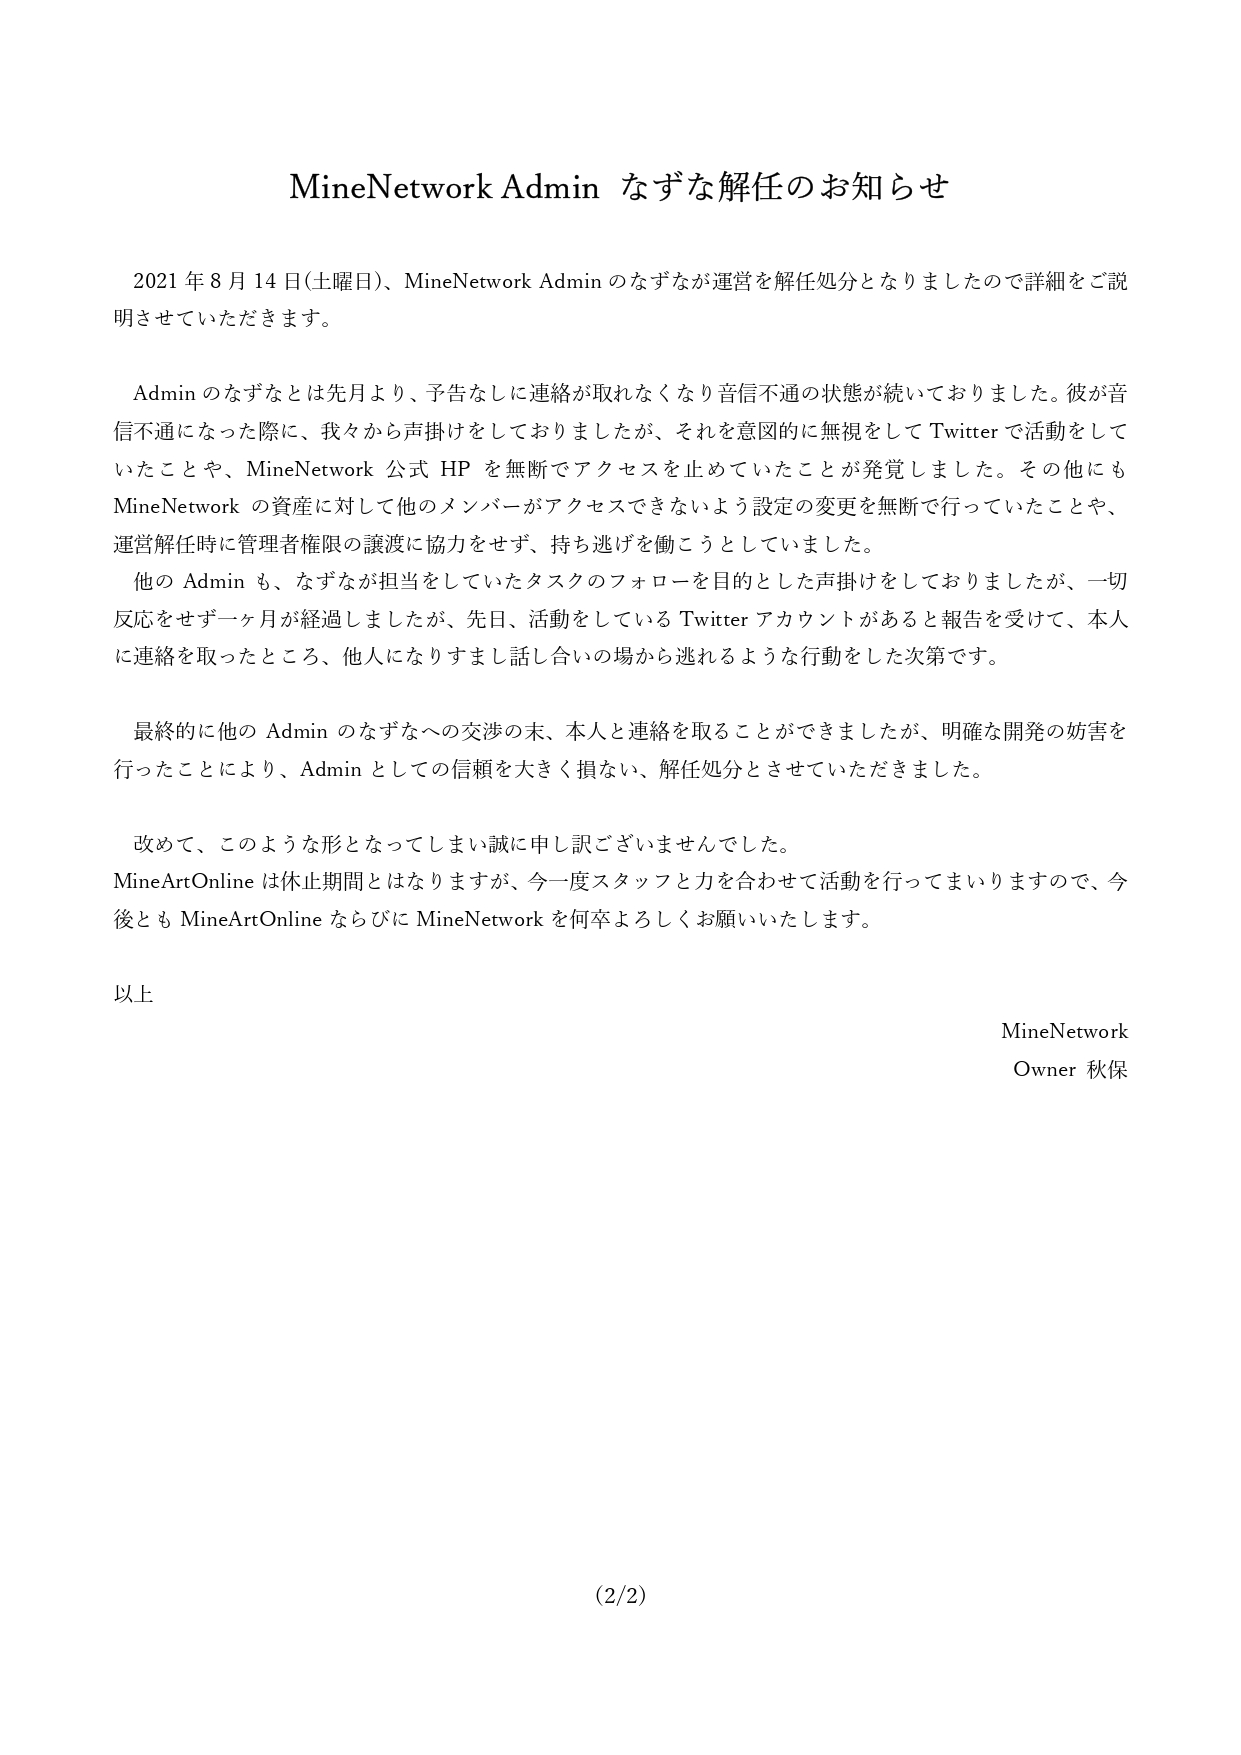 MineNetwork Admin なずな解任のお知らせ
2021 年 8 月 14 日(土曜日)、MineNetwork Admin のなずなが運営を解任処分となりましたので詳細をご説
明させていただきます。
Admin のなずなとは先月より、予告なしに連絡が取れなくなり音信不通の状態が続いておりました。彼が音
信不通になった際に、我々から声掛けをしておりましたが、それを意図的に無視をして Twitter で活動をして
いたことや、MineNetwork 公式 HP を無断でアクセスを止めていたことが発覚しました。その他にも
MineNetwork の資産に対して他のメンバーがアクセスできないよう設定の変更を無断で行っていたことや、
運営解任時に管理者権限の譲渡に協力をせず、持ち逃げを働こうとしていました。
他の Admin も、なずなが担当をしていたタスクのフォローを目的とした声掛けをしておりましたが、一切
反応をせず一ヶ月が経過しましたが、先日、活動をしている Twitter アカウントがあると報告を受けて、本人
に連絡を取ったところ、他人になりすまし話し合いの場から逃れるような行動をした次第です。
最終的に他の Admin のなずなへの交渉の末、本人と連絡を取ることができましたが、明確な開発の妨害を
行ったことにより、Admin としての信頼を大きく損ない、解任処分とさせていただきました。
改めて、このような形となってしまい誠に申し訳ございませんでした。
MineArtOnline は休止期間とはなりますが、今一度スタッフと力を合わせて活動を行ってまいりますので、今
後とも MineArtOnline ならびに MineNetwork を何卒よろしくお願いいたします。
以上
MineNetwork
Owner 秋保
(2/2)